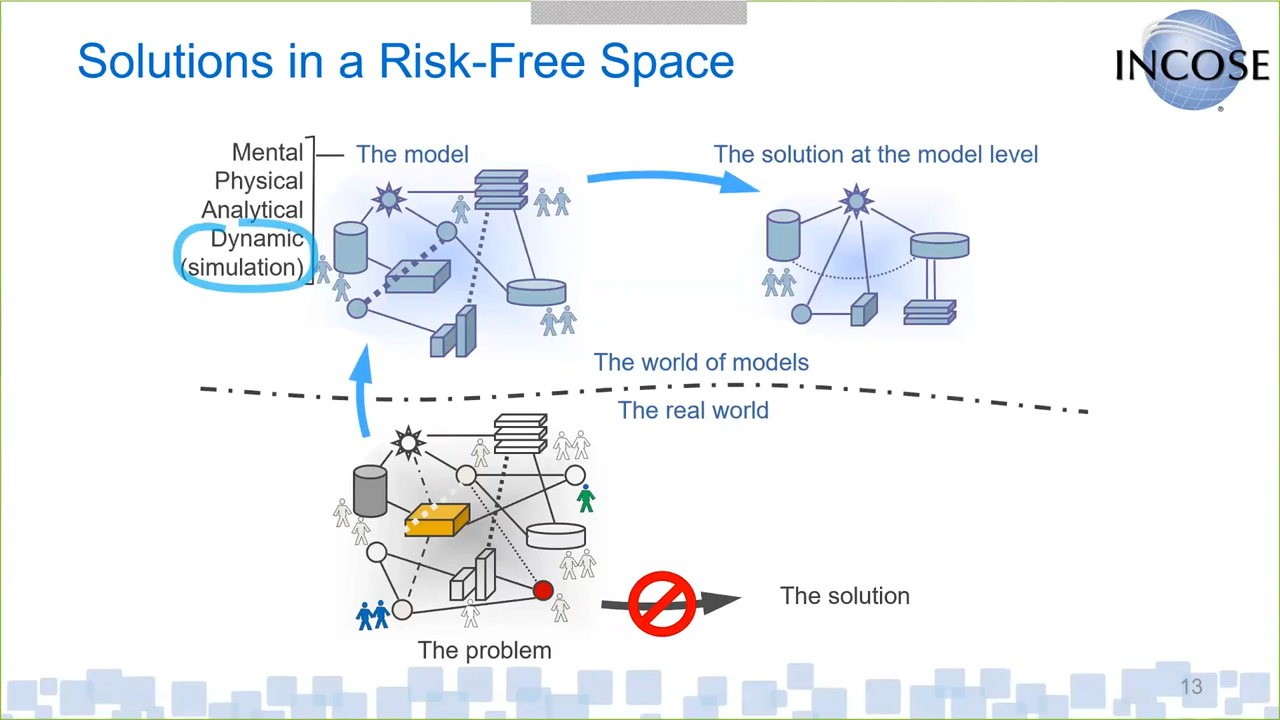 Solutions in a Risk-Free Space
INCOSE
®
Mental
Physical
Analytical
Dynamic
(simulation)
The model
The solution at the model level
The world of models
The real world
The solution
The problem
13